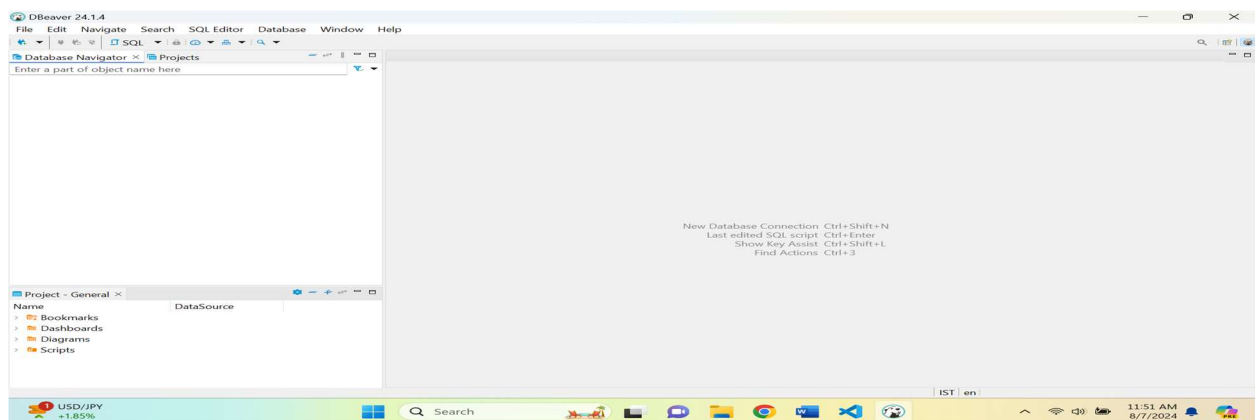 DBeaver 24.1.4
File Edit Navigate Search SQL Editor Database Window Help
SQL
Database Navigator Projects
Enter a part of object name here
New Database Connection Ctrl+Shift+N
Last edited SQL script Ctrl+Enter
Show Key Assist Ctrl+Shift+L
Find Actions Ctrl+3
Project - General
Name DataSource
Bookmarks
Dashboards
Diagrams
Scripts
IST en
1 USD/JPY
+1.85%
Search
11:51 AM
8/7/2024
PRE